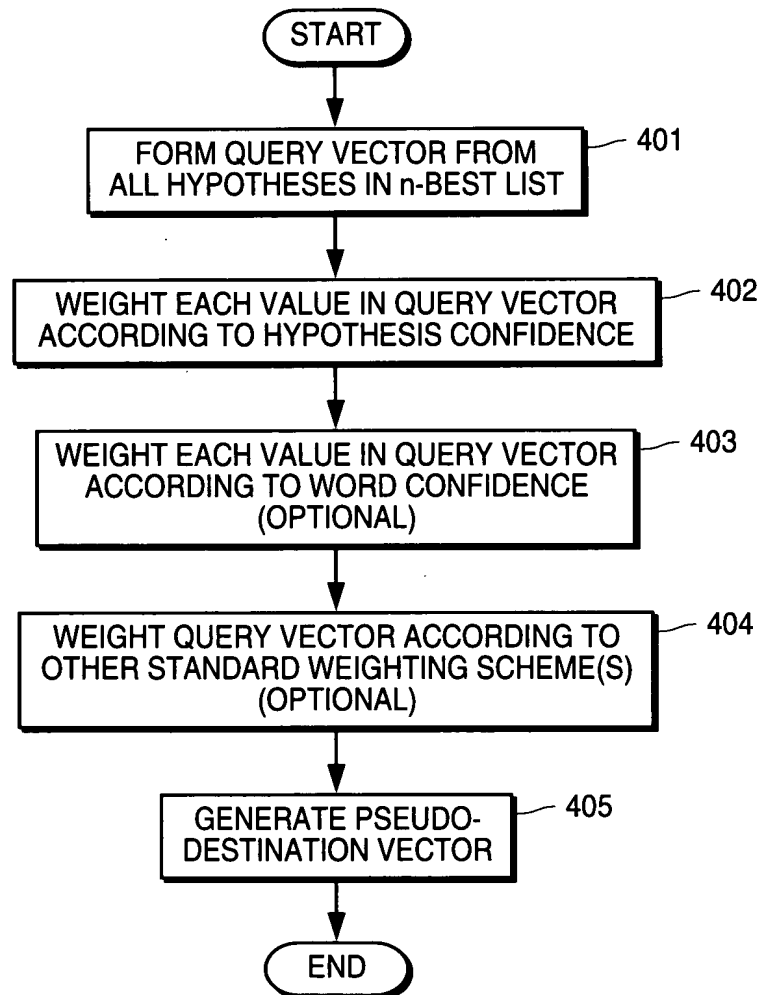 START
FORM QUERY VECTOR FROM
ALL HYPOTHESES IN n-BEST LIST
401
WEIGHT EACH VALUE IN QUERY VECTOR
ACCORDING TO HYPOTHESIS CONFIDENCE
402
WEIGHT EACH VALUE IN QUERY VECTOR
ACCORDING TO WORD CONFIDENCE
(OPTIONAL)
403
WEIGHT QUERY VECTOR ACCORDING TO
OTHER STANDARD WEIGHTING SCHEME(S)
(OPTIONAL)
404
GENERATE PSEUDO-
DESTINATION VECTOR
405
END